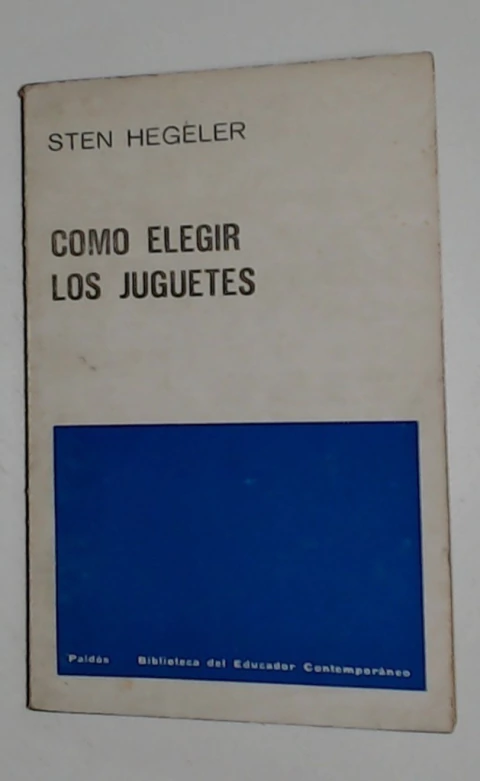 STEN HEGELER
COMO ELEGIR
LOS JUGUETES
Paidós Biblioteca del Educador Contemporáneo